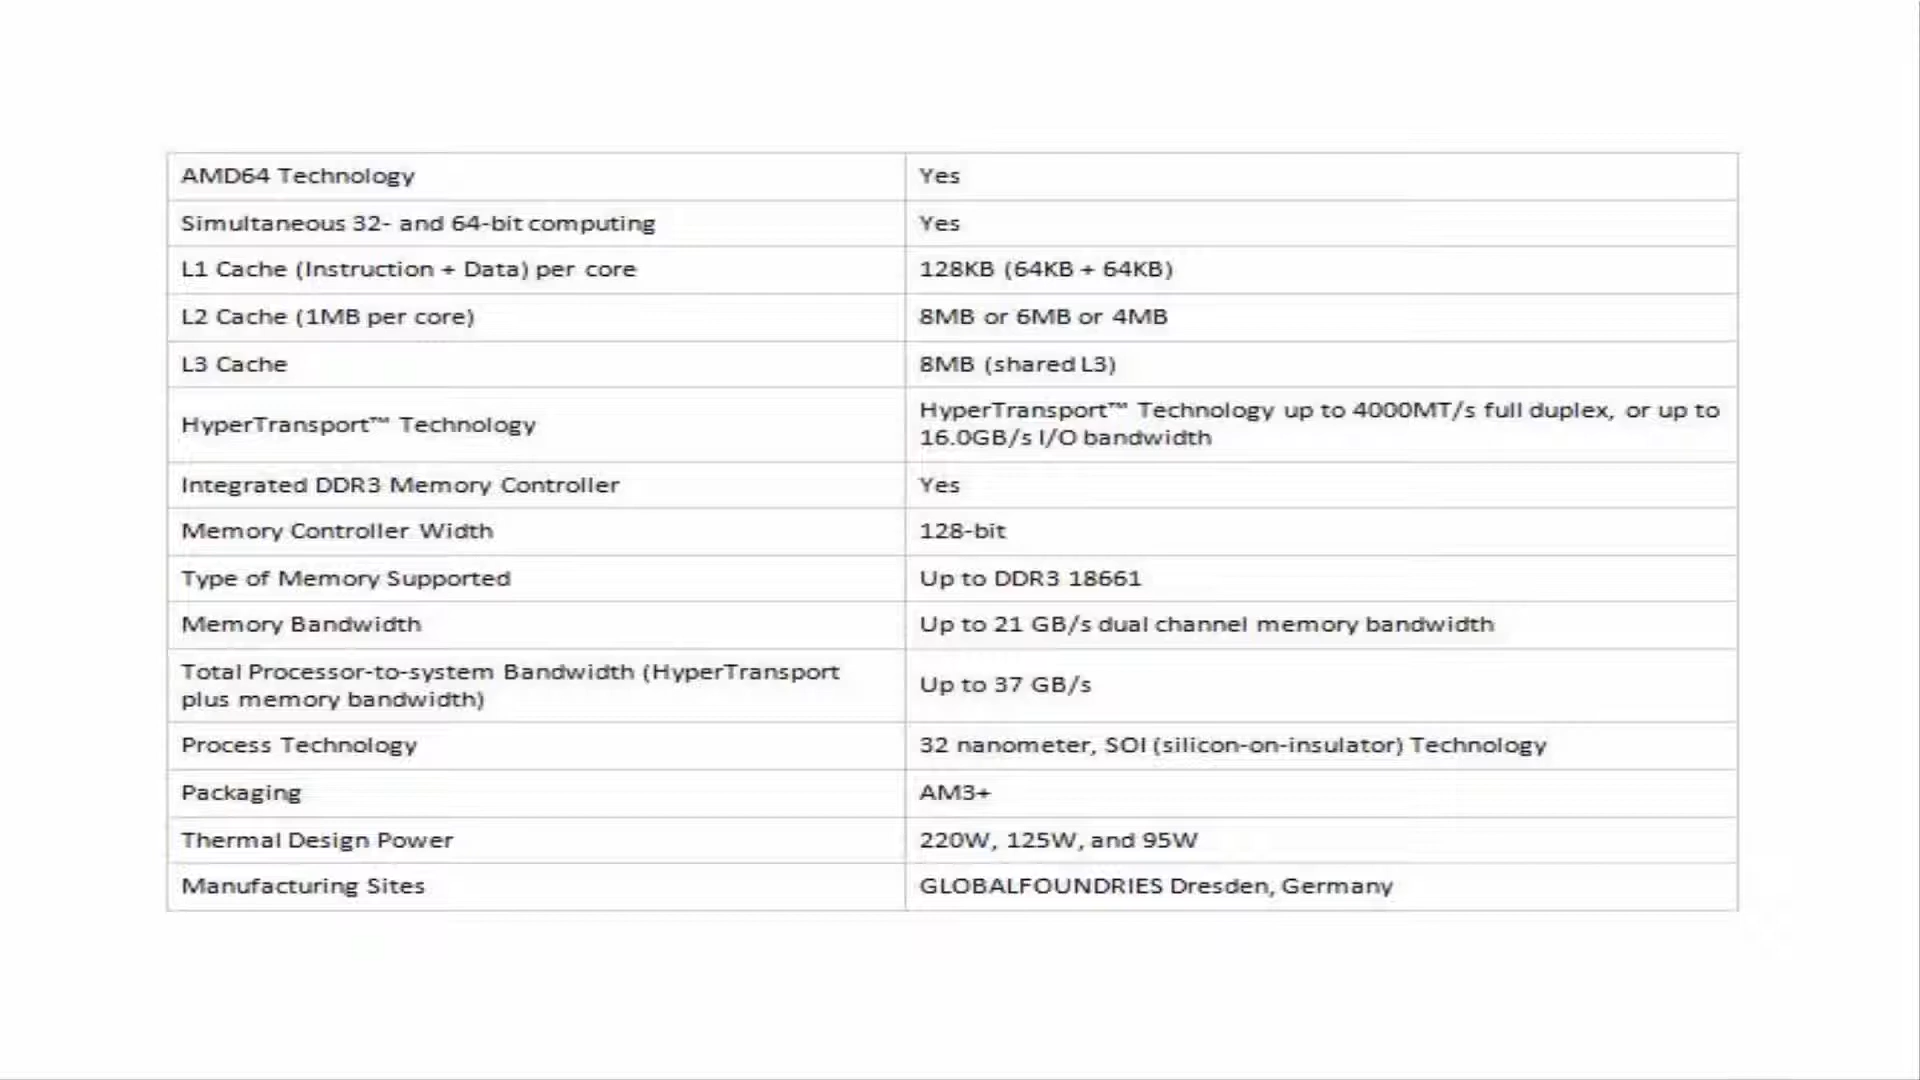 AMD64 Technology Yes
Simultaneous 32- and 64-bit computing Yes
L1 Cache (Instruction + Data) per core 128KB (64KB + 64KB)
L2 Cache (1MB per core) 8MB or 6MB or 4MB
L3 Cache 8MB (shared L3)
HyperTransport™ Technology HyperTransport™ Technology up to 4000MT/s full duplex, or up to
16.0GB/s I/O bandwidth
Integrated DDR3 Memory Controller Yes
Memory Controller Width 128-bit
Type of Memory Supported Up to DDR3 18661
Memory Bandwidth Up to 21 GB/s dual channel memory bandwidth
Total Processor-to-system Bandwidth (HyperTransport
plus memory bandwidth) Up to 37 GB/s
Process Technology 32 nanometer, SOI (silicon-on-insulator) Technology
Packaging AM3+
Thermal Design Power 220W, 125W, and 95W
Manufacturing Sites GLOBALFOUNDRIES Dresden, Germany